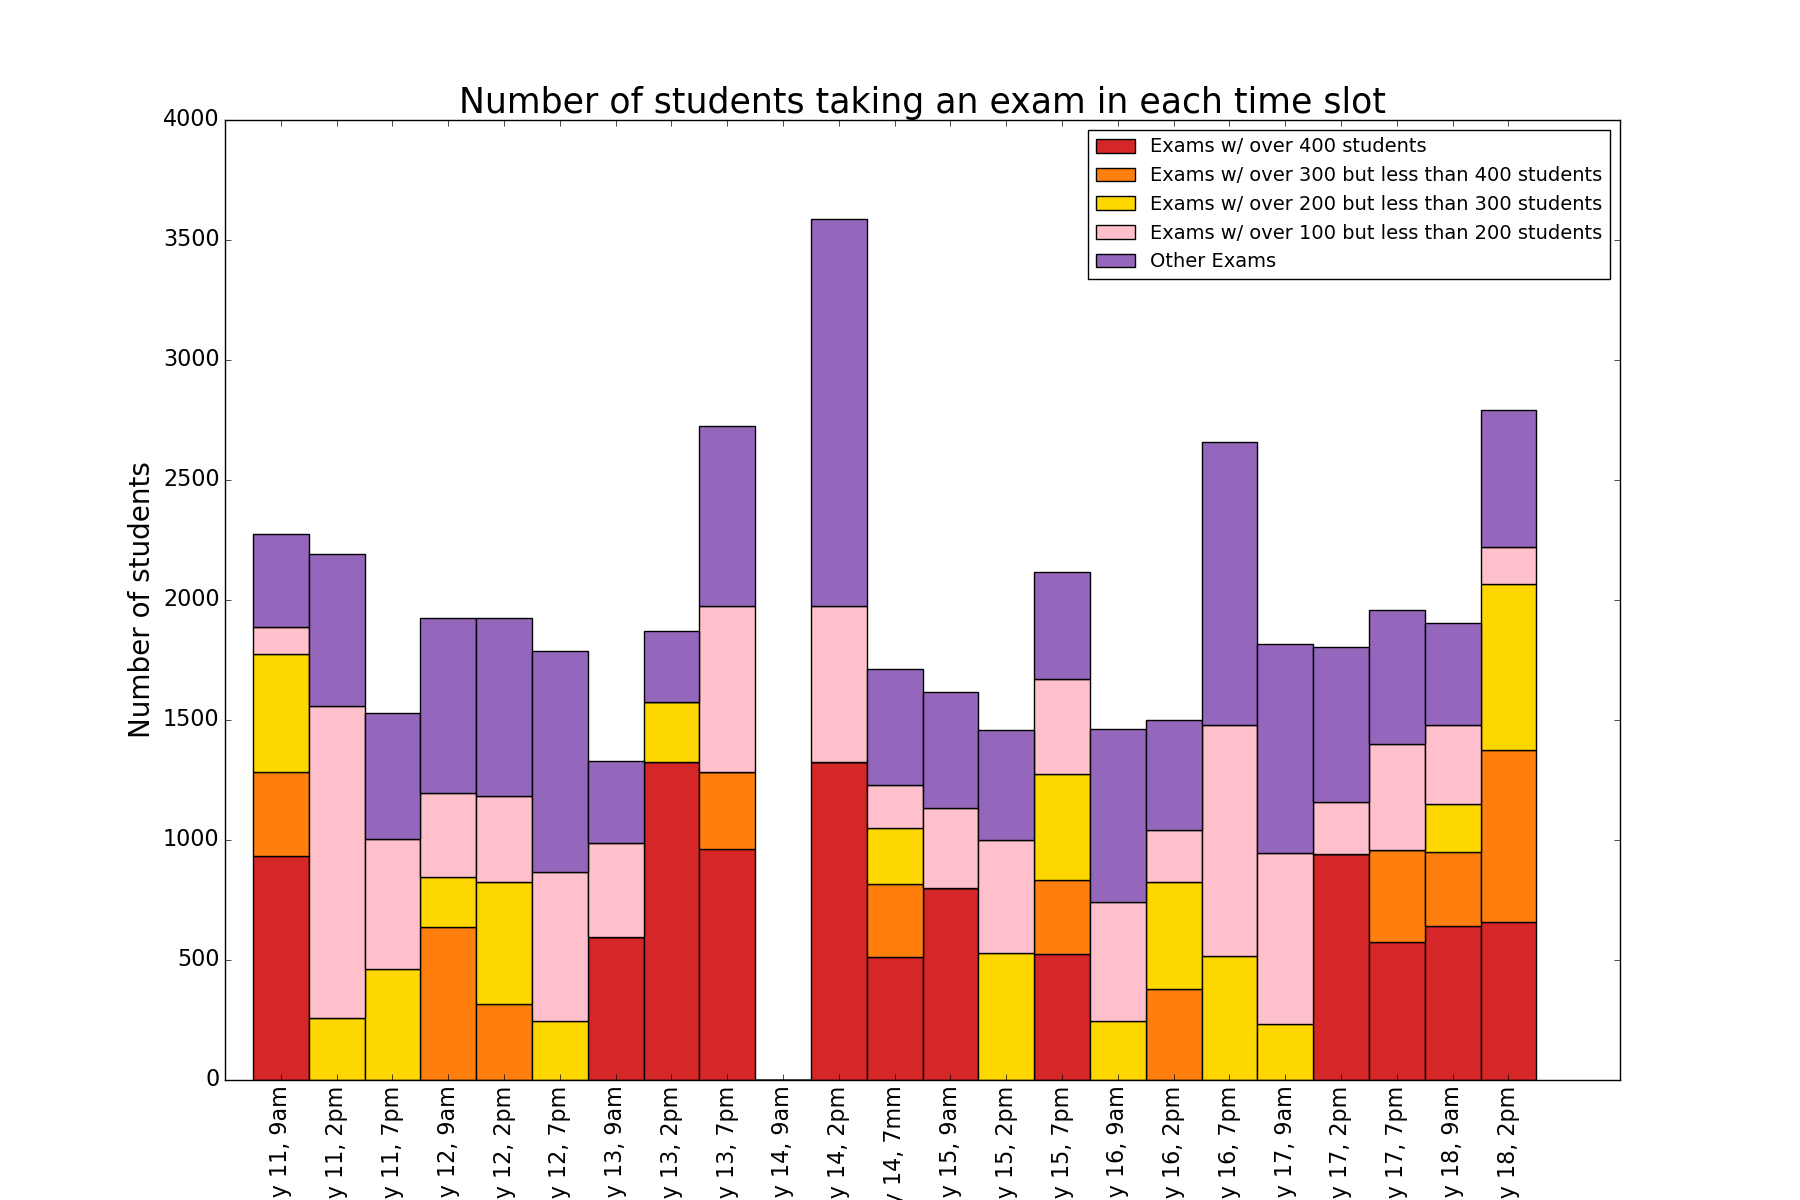 Number of students taking an exam in each time slot
Exams w/ over 400 students
Exams w/ over 300 but less than 400 students
Exams w/ over 200 but less than 300 students
Exams w/ over 100 but less than 200 students
Other Exams
Number of students
4000
3500
3000
2500
2000
1500
1000
500
0
y 11, 9am
y 11, 2pm
y 11, 7pm
y 12, 9am
y 12, 2pm
y 12, 7pm
y 13, 9am
y 13, 2pm
y 13, 7pm
y 14, 9am
y 14, 2pm
y 14, 7mm
y 15, 9am
y 15, 2pm
y 15, 7pm
y 16, 9am
y 16, 2pm
y 16, 7pm
y 17, 9am
y 17, 2pm
y 17, 7pm
y 18, 9am
y 18, 2pm